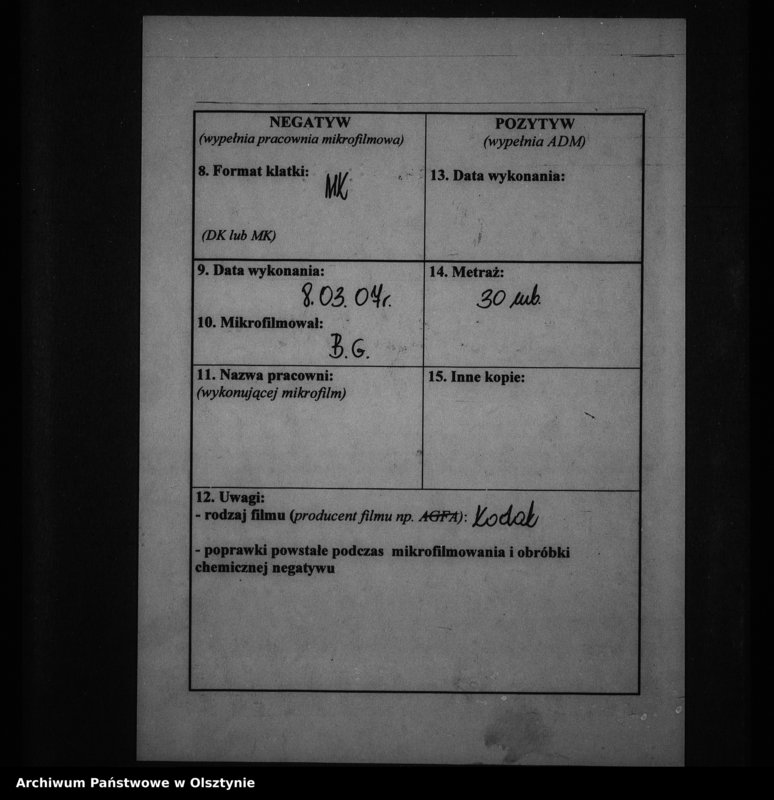 NEGATYW
(wypełnia pracownia mikrofilmowa)
8. Format klatki:
MK
(DK lub MK)
POZYTYW
(wypełnia ADM)
13. Data wykonania:
9. Data wykonania:
8.03.07r.
10. Mikrofilmował:
B.G.
14. Metraż:
30 mb.
11. Nazwa pracowni:
(wykonującej mikrofilm)
15. Inne kopie:
12. Uwagi:
- rodzaj filmu (producent filmu np. AGFA): Kodak
- poprawki powstałe podczas mikrofilmowania i obróbki
chemicznej negatywu
Archiwum Państwowe w Olsztynie